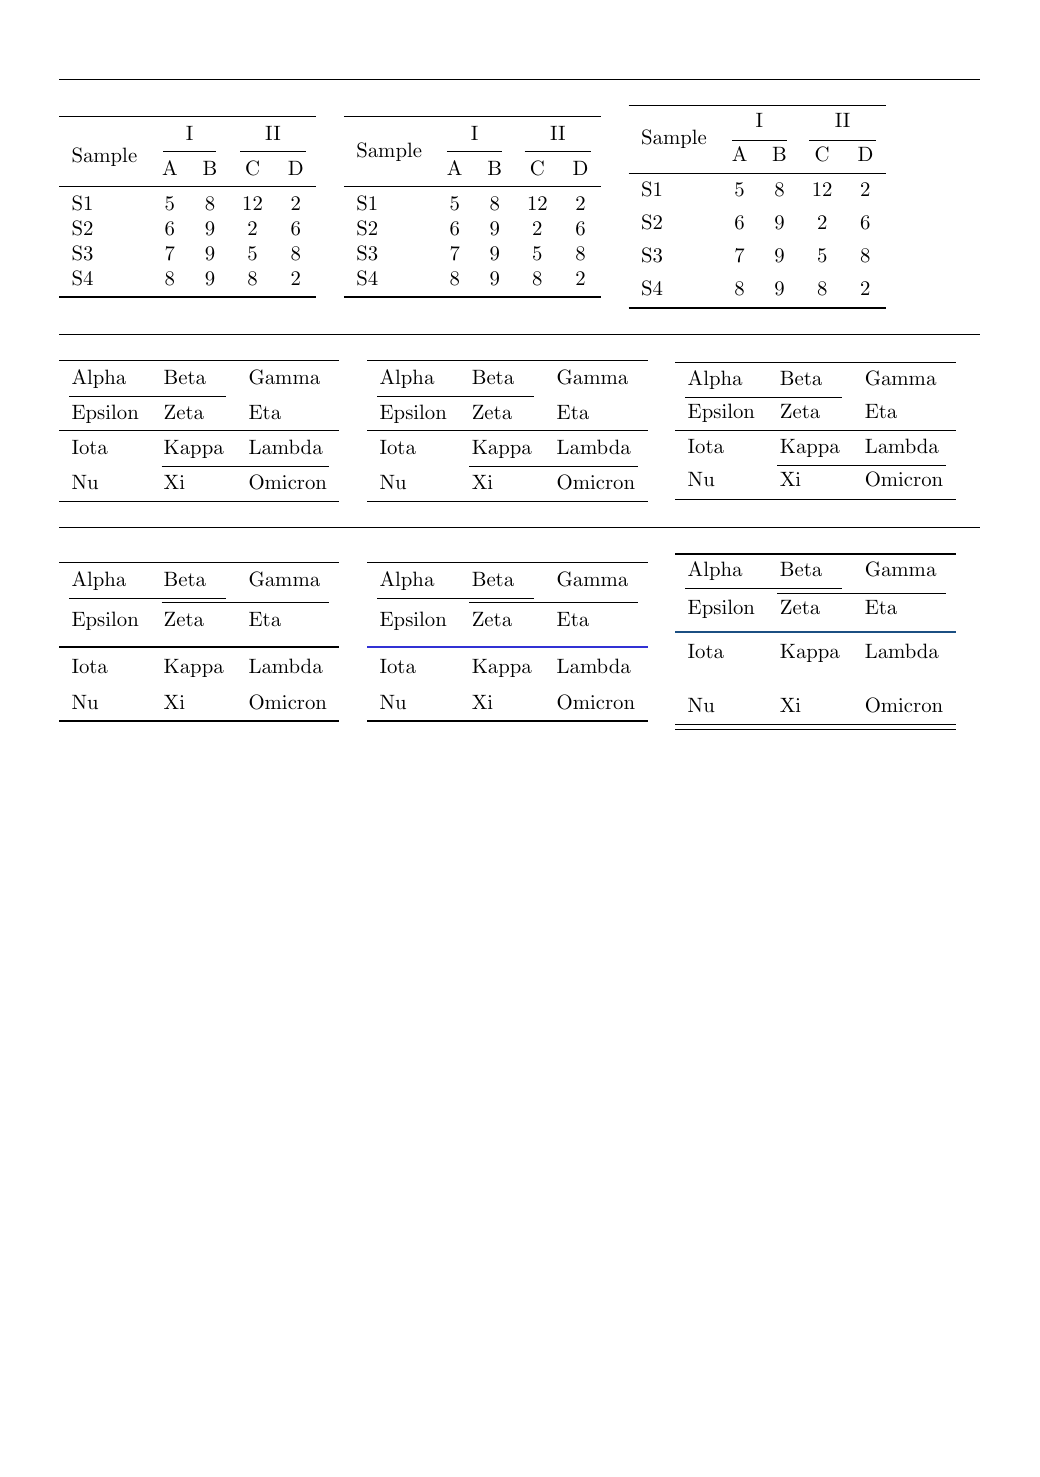 I II
Sample
A B C D
S1 5 8 12 2
S2 6 9 2 6
S3 7 9 5 8
S4 8 9 8 2
I II
Sample
A B C D
S1 5 8 12 2
S2 6 9 2 6
S3 7 9 5 8
S4 8 9 8 2
I II
Sample
A B C D
S1 5 8 12 2
S2 6 9 2 6
S3 7 9 5 8
S4 8 9 8 2
Alpha Beta Gamma
Epsilon Zeta Eta
Iota Kappa Lambda
Nu Xi Omicron
Alpha Beta Gamma
Epsilon Zeta Eta
Iota Kappa Lambda
Nu Xi Omicron
Alpha Beta Gamma
Epsilon Zeta Eta
Iota Kappa Lambda
Nu Xi Omicron
Alpha Beta Gamma
Epsilon Zeta Eta
Iota Kappa Lambda
Nu Xi Omicron
Alpha Beta Gamma
Epsilon Zeta Eta
Iota Kappa Lambda
Nu Xi Omicron
Alpha Beta Gamma
Epsilon Zeta Eta
Iota Kappa Lambda
Nu Xi Omicron